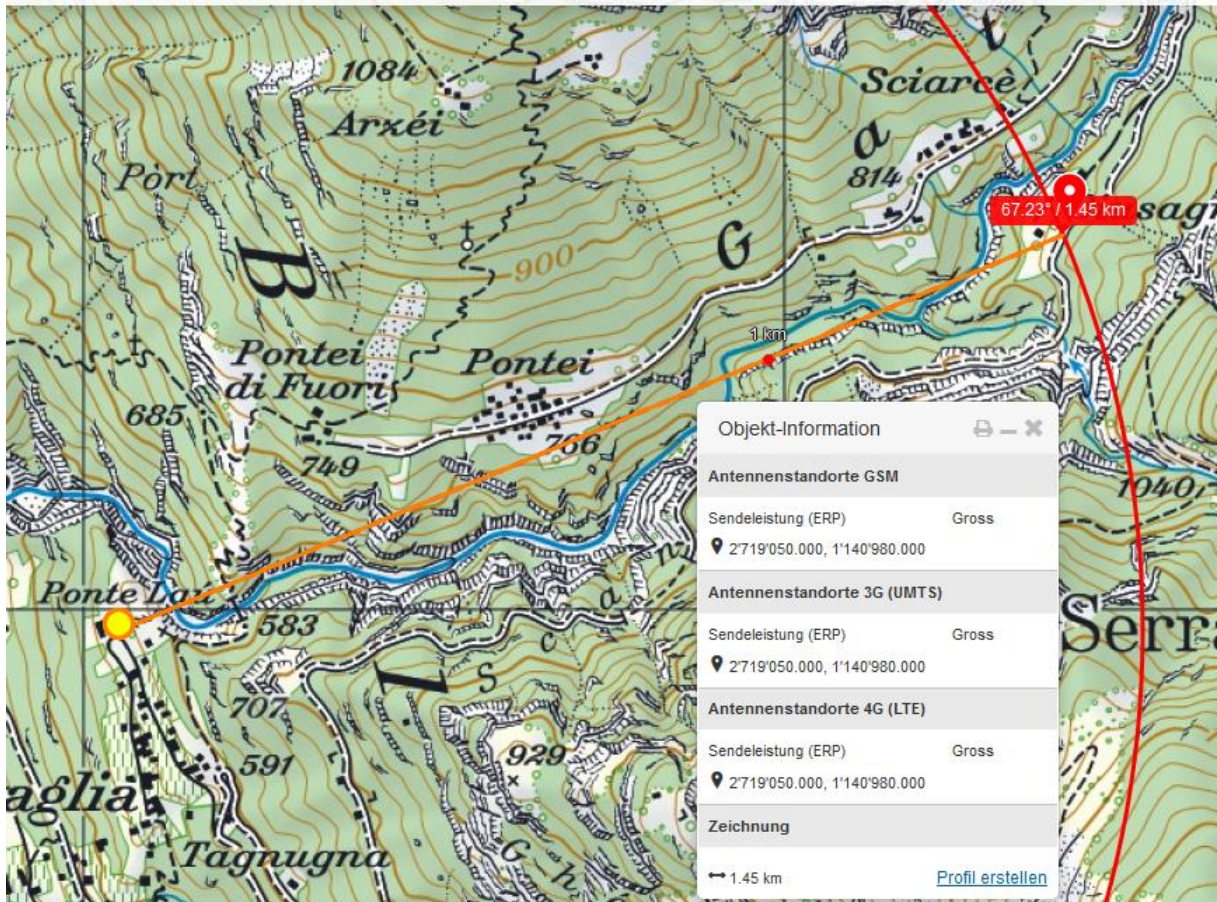 1084
Arxéi
Sciarcè
t
Pòrt
a
814
67.23° / 1.45 km
B
G
900
1 km
Pontei
di Fuori
Pontei
685
766
749
Objekt-Information
Antennenstandorte GSM
Sendeleistung (ERP) Gross
2'719'050.000, 1'140'980.000
1040
Antennenstandorte 3G (UMTS)
Sendeleistung (ERP) Gross
2'719'050.000, 1'140'980.000
Antennenstandorte 4G (LTE)
Sendeleistung (ERP) Gross
2'719'050.000, 1'140'980.000
Zeichnung
1.45 km Profil erstellen
Ponte
583
Serra
I s c a n
707
591
929
aglia
Tagnugna
C-h